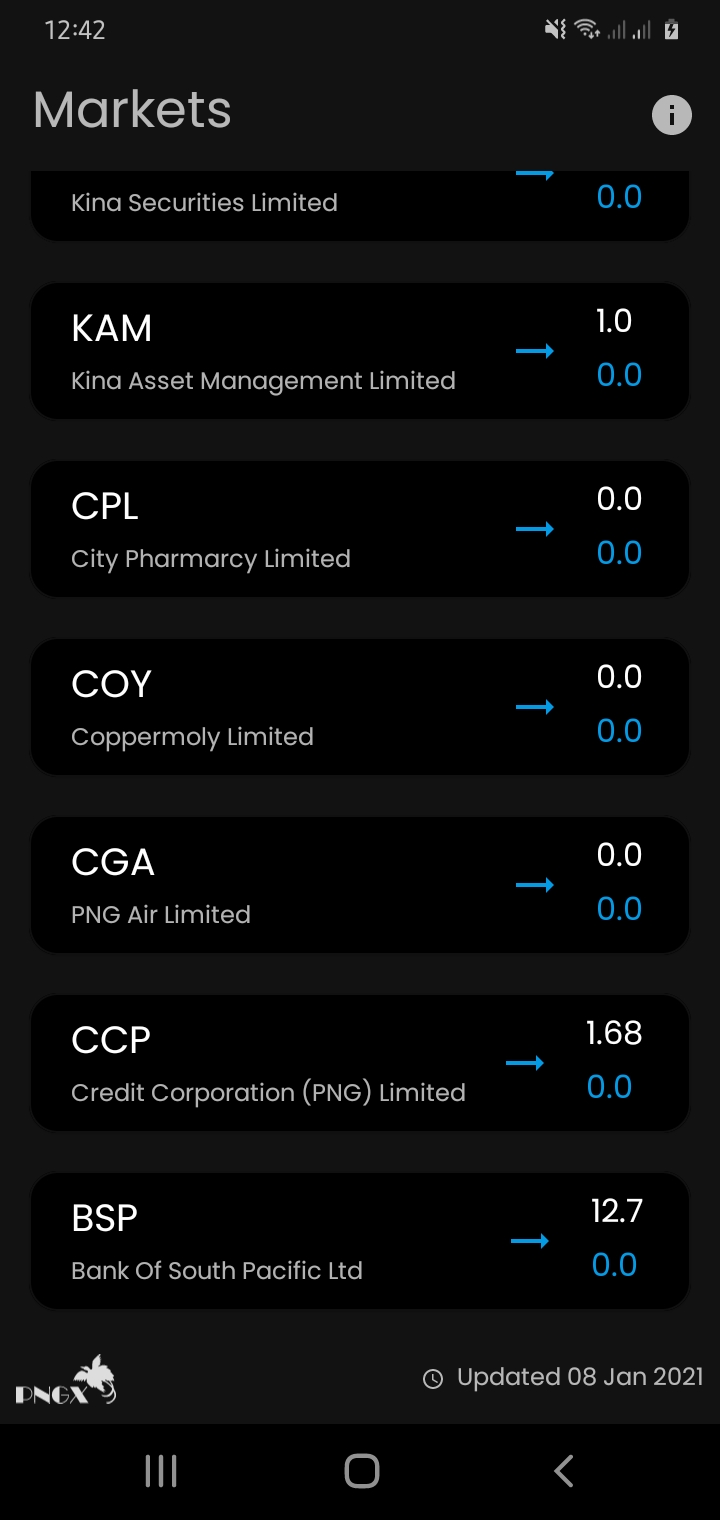 12:42
Markets
Kina Securities Limited
0.0
KAM
1.0
Kina Asset Management Limited
0.0
CPL
0.0
City Pharmarcy Limited
0.0
COY
0.0
Coppermoly Limited
0.0
CGA
0.0
PNG Air Limited
0.0
CCP
1.68
Credit Corporation (PNG) Limited
0.0
BSP
12.7
Bank Of South Pacific Ltd
0.0
PNGX
Updated 08 Jan 2021